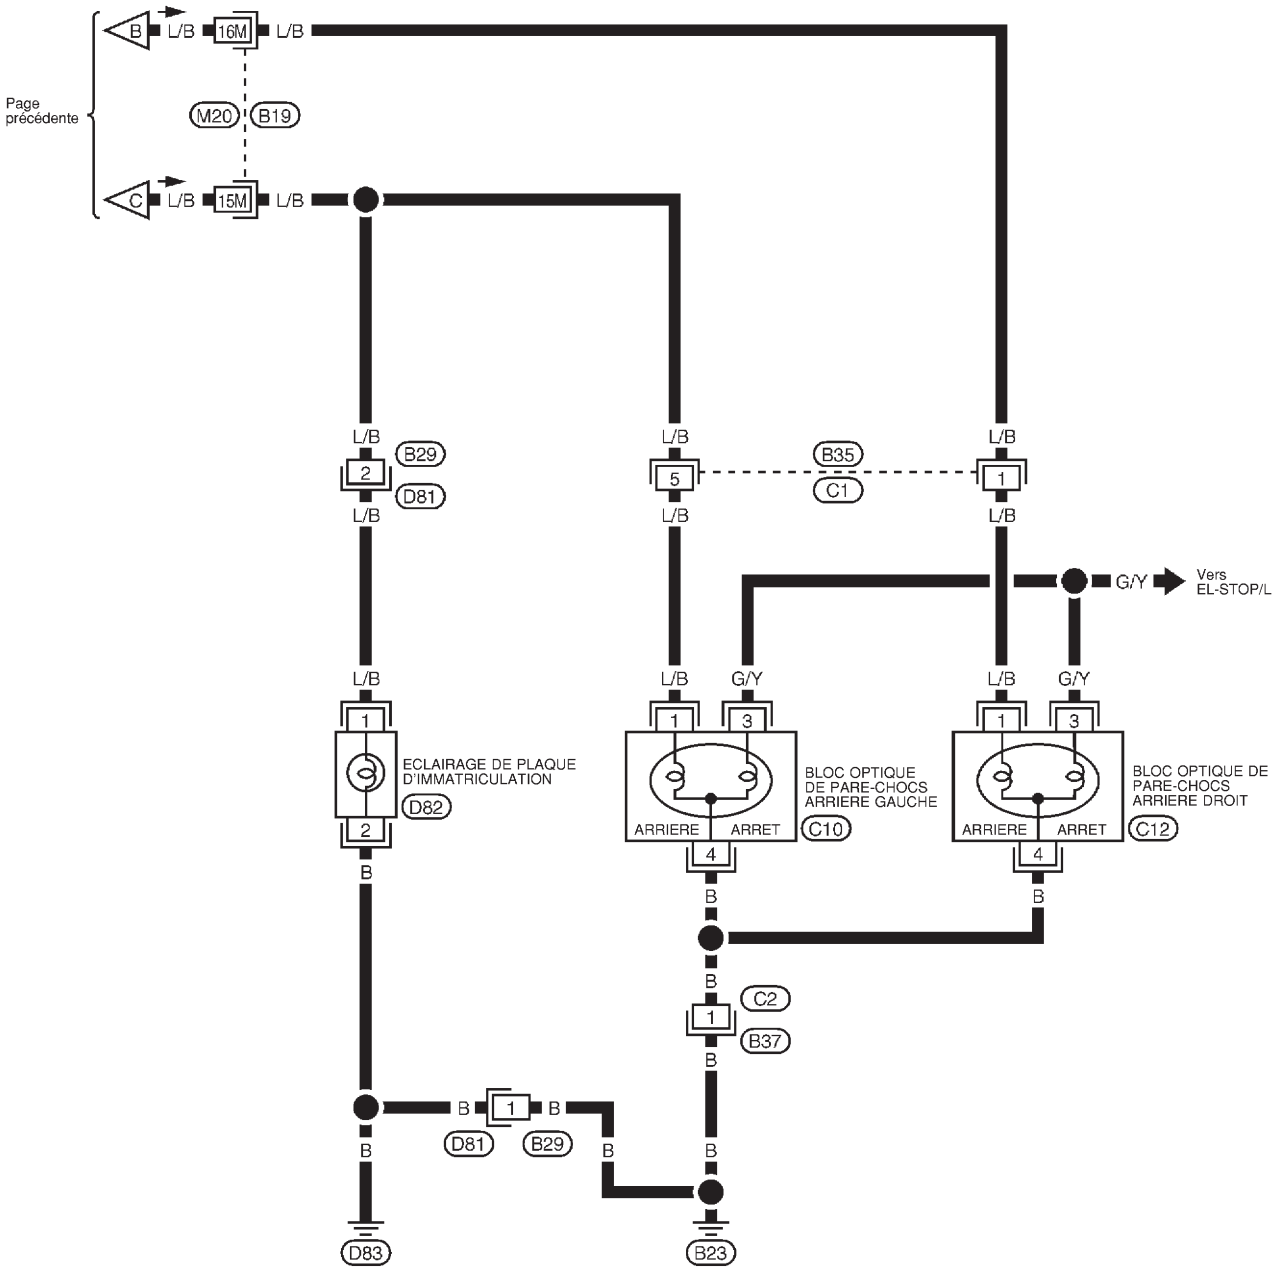 B L/B 16M L/B
Page
précédente
M20 B19
C L/B 15M L/B
L/B L/B L/B
B29 B35
2 5 1
D81 C1
L/B L/B L/B
G/Y
Vers
EL-STOP/L
L/B L/B G/Y L/B G/Y
1 1 3 1 3
ECLAIRAGE DE PLAQUE
D'IMMATRICULATION
D82
BLOC OPTIQUE
DE PARE-CHOCS
ARRIERE GAUCHE
C10
BLOC OPTIQUE DE
PARE-CHOCS
ARRIERE DROIT
C12
ARRIERE ARRET ARRIERE ARRET
2 4 4
B B B
B
C2
1
B37
B
B 1 B
D81 B29
B B B
D83 B23